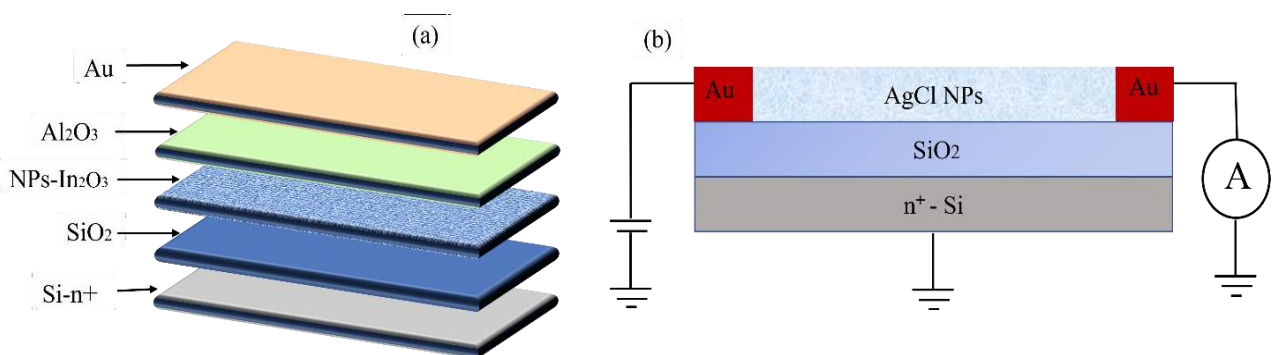 (a)
Au
Al₂O₃
NPs-In₂O₃
SiO₂
Si-n+
(b)
Au
AgCl NPs
Au
SiO₂
n⁺ - Si
A